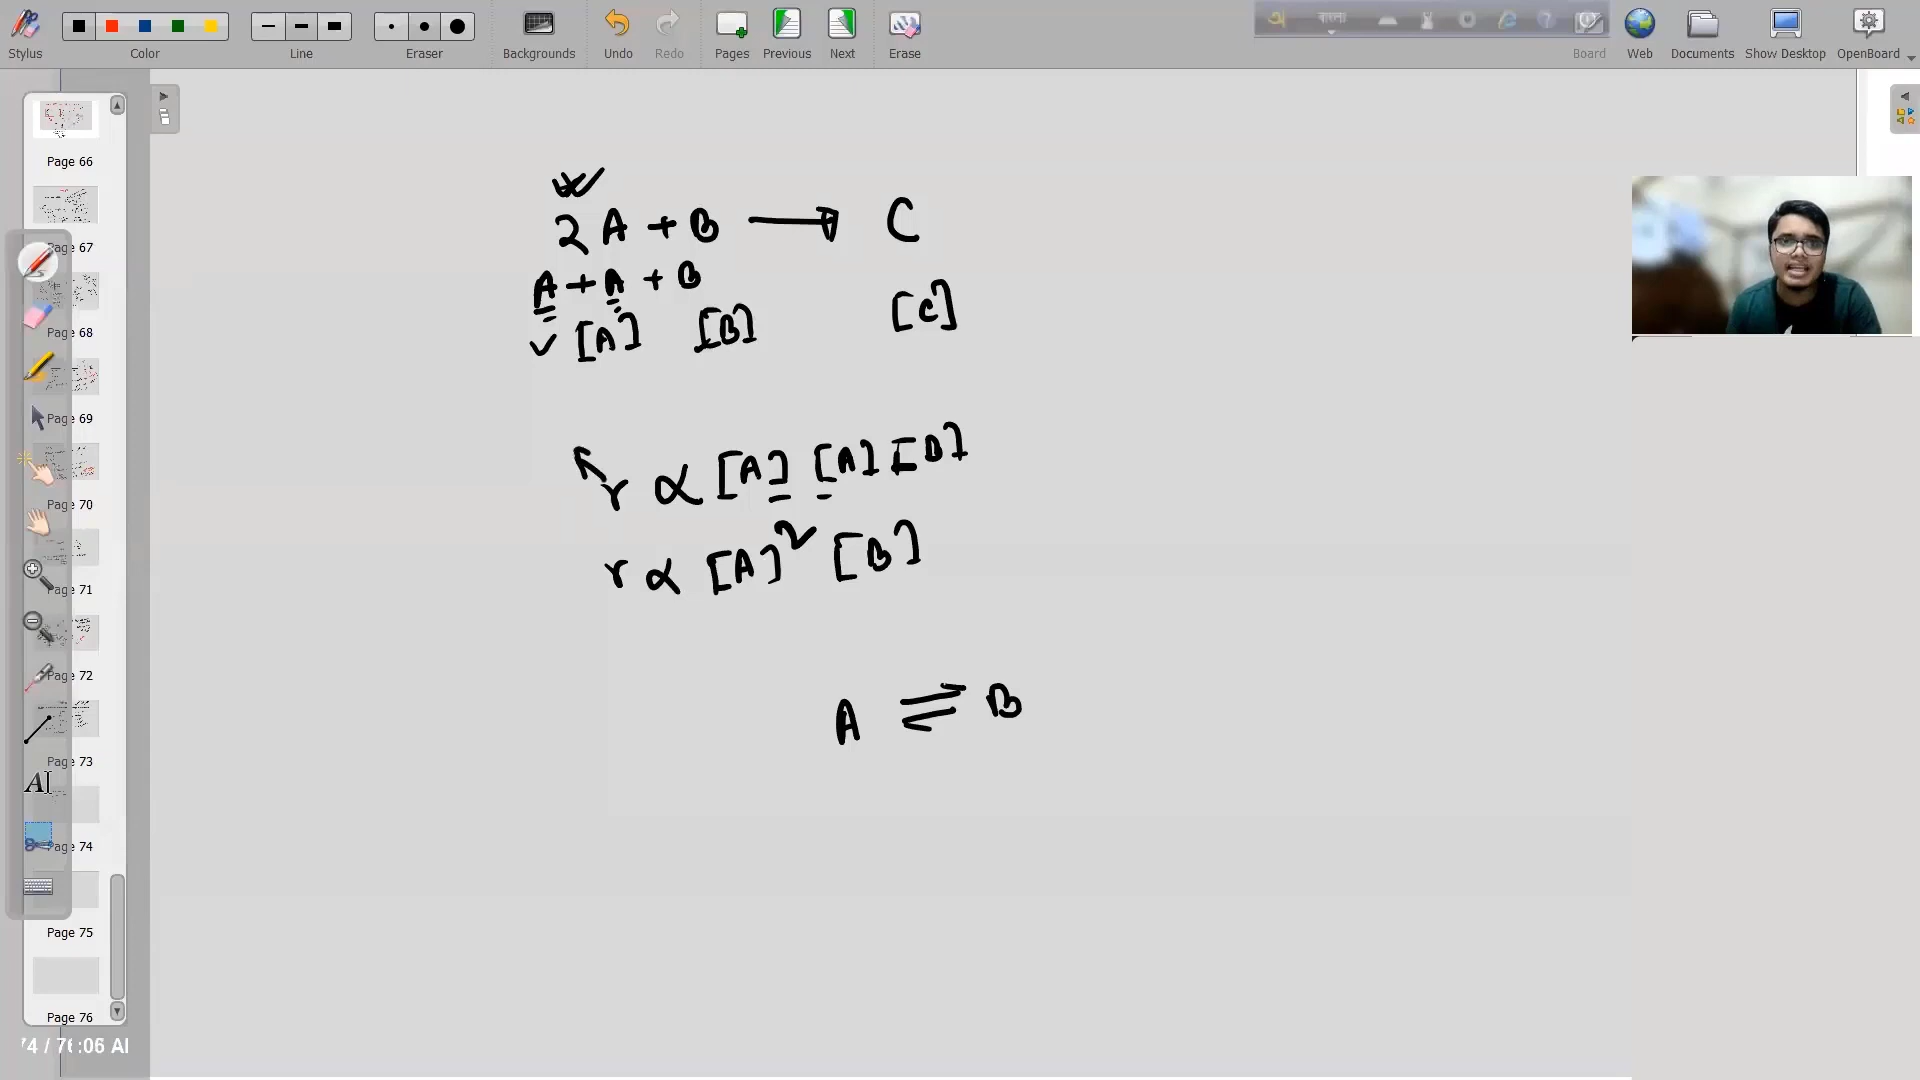 Stylus
Color
Line
Eraser
Backgrounds
Undo
Redo
Pages
Previous
Next
Erase
বাংলা
Board
Web
Documents
Show Desktop
OpenBoard
Page 66
Page 67
Page 68
Page 69
Page 70
Page 71
Page 72
Page 73
Page 74
Page 75
Page 76
2A + B ⟶ C
A + A + B
[A] [B] [C]
r ∝ [A] [A] [B]
r ∝ [A]² [B]
A ⇌ B